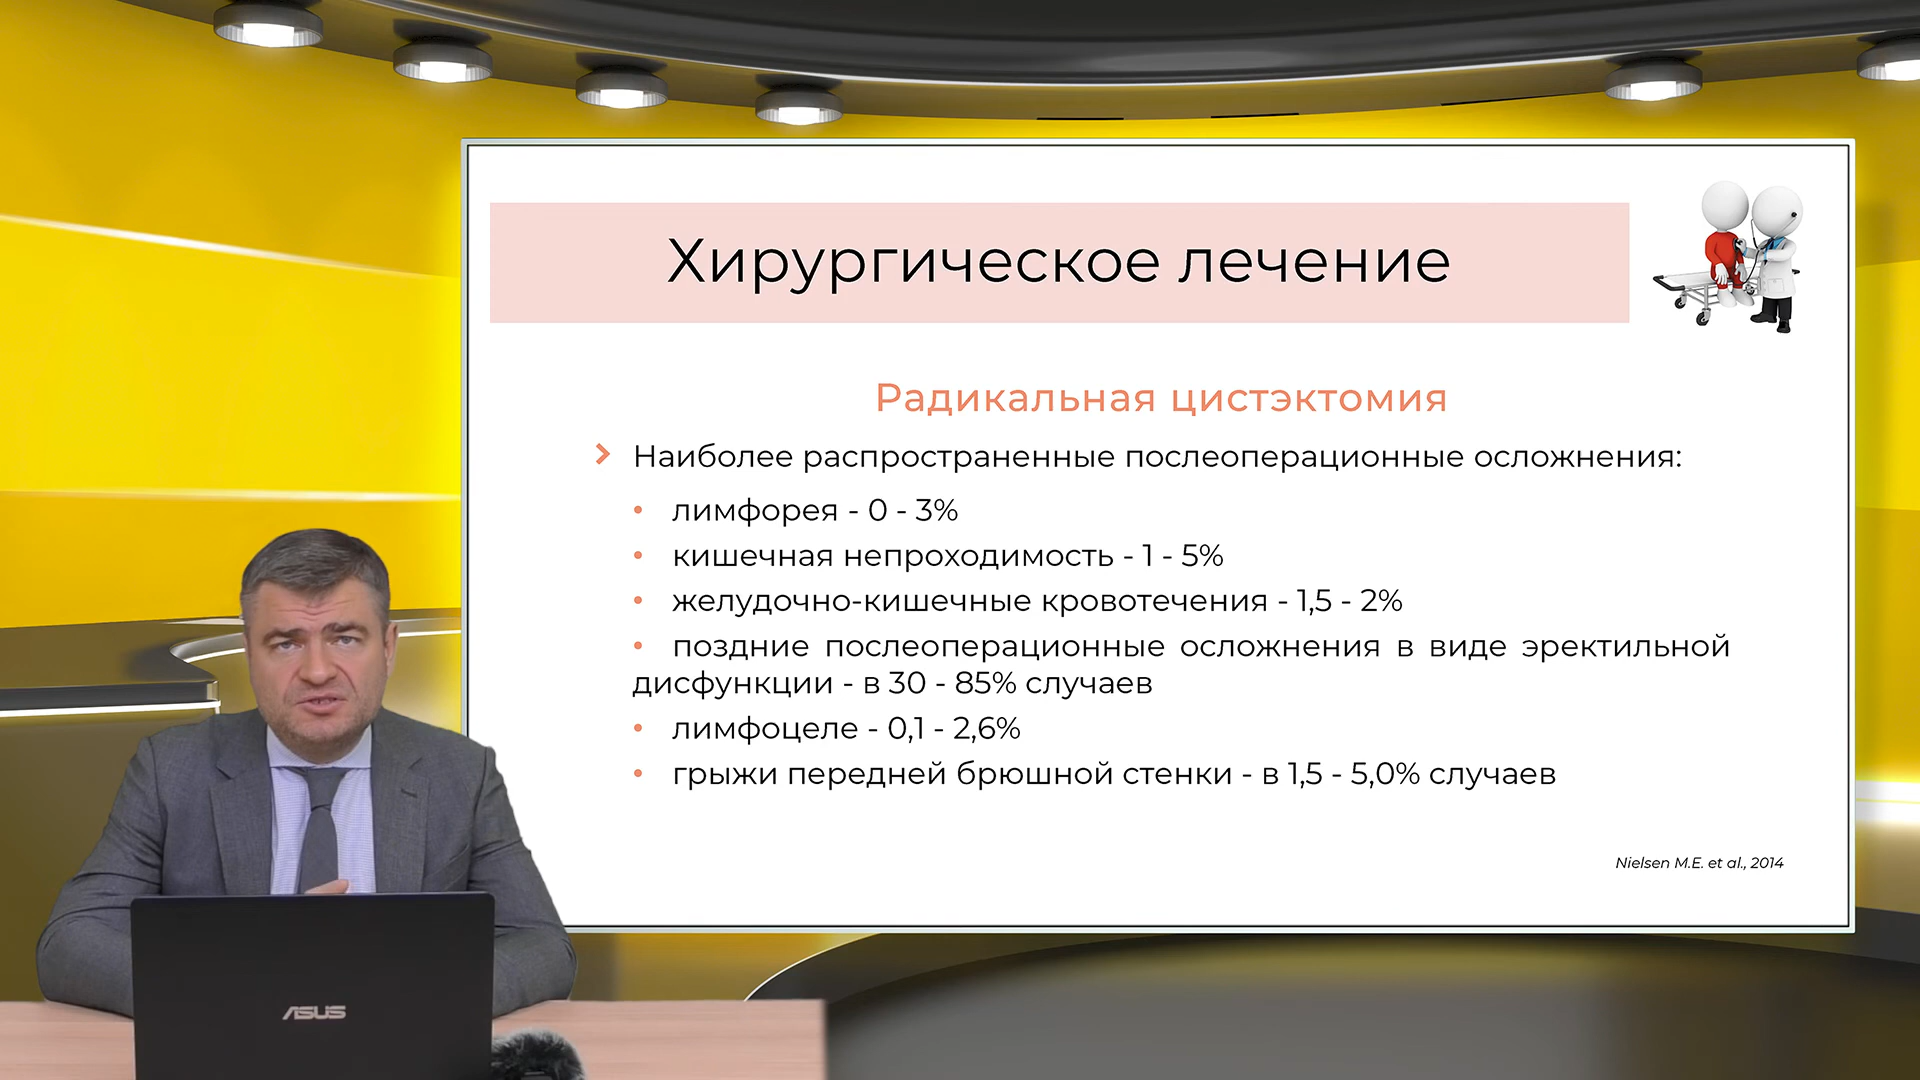 Хирургическое лечение
Радикальная цистэктомия
Наиболее распространенные послеоперационные осложнения:
• лимфорея - 0 - 3%
• кишечная непроходимость - 1 - 5%
• желудочно-кишечные кровотечения - 1,5 - 2%
• поздние послеоперационные осложнения в виде эректильной
дисфункции - в 30 - 85% случаев
• лимфоцеле - 0,1 - 2,6%
• грыжи передней брюшной стенки - в 1,5 - 5,0% случаев
Nielsen M.E. et al., 2014
ASUS